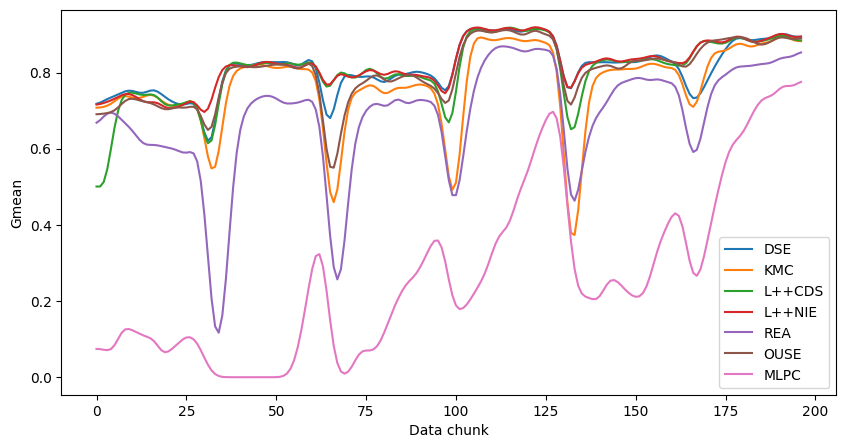 Gmean
0.8
0.6
0.4
0.2
0.0
0
25
50
75
100
125
150
175
200
Data chunk
DSE
KMC
L++CDS
L++NIE
REA
OUSE
MLPC